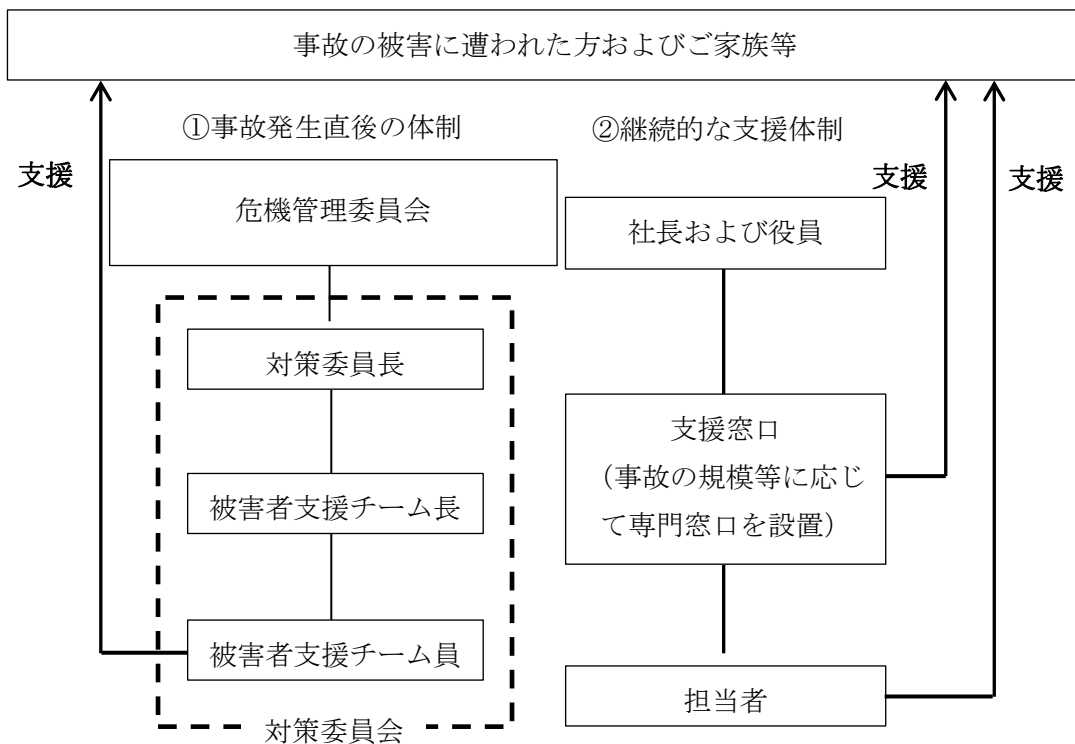 事故の被害に遭われた方およびご家族等
①事故発生直後の体制
支援
危機管理委員会
対策委員長
被害者支援チーム長
被害者支援チーム員
対策委員会
②継続的な支援体制
支援
支援
社長および役員
支援窓口
（事故の規模等に応じ
て専門窓口を設置）
担当者